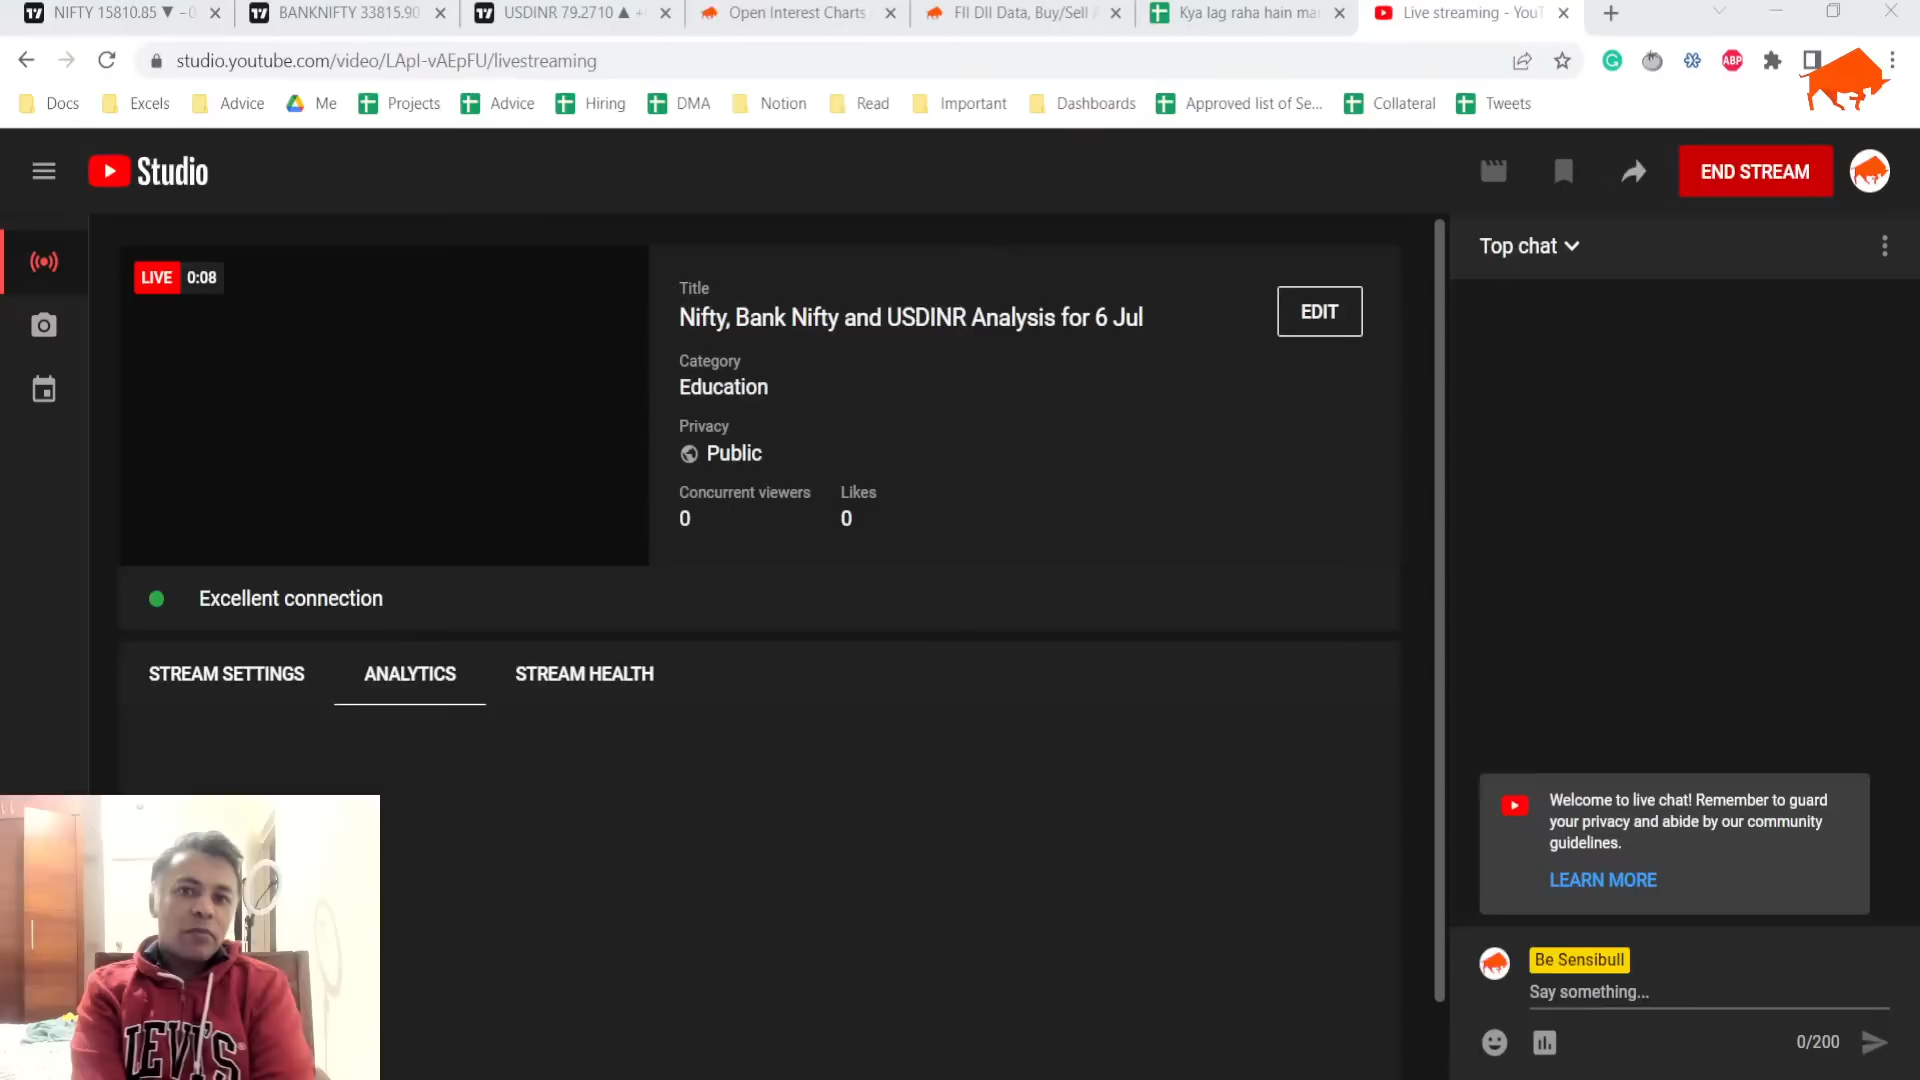 NIFTY 15810.85 ▼ −0
BANKNIFTY 33815.90
USDINR 79.2710 ▲ +
Open Interest Charts
FII DII Data, Buy/Sell
Kya lag raha hain ma
Live streaming - YouT
studio.youtube.com/video/LApI-vAEpFU/livestreaming
ABP
Docs Excels Advice Me Projects Advice Hiring DMA Notion Read Important Dashboards Approved list of Se... Collateral Tweets
Studio
END STREAM
LIVE 0:08
Title
Nifty, Bank Nifty and USDINR Analysis for 6 Jul
EDIT
Category
Education
Privacy
Public
Concurrent viewers Likes
0 0
Excellent connection
STREAM SETTINGS ANALYTICS STREAM HEALTH
Top chat
Welcome to live chat! Remember to guard
your privacy and abide by our community
guidelines.
LEARN MORE
Be Sensibull
Say something...
0/200
LEVI'S